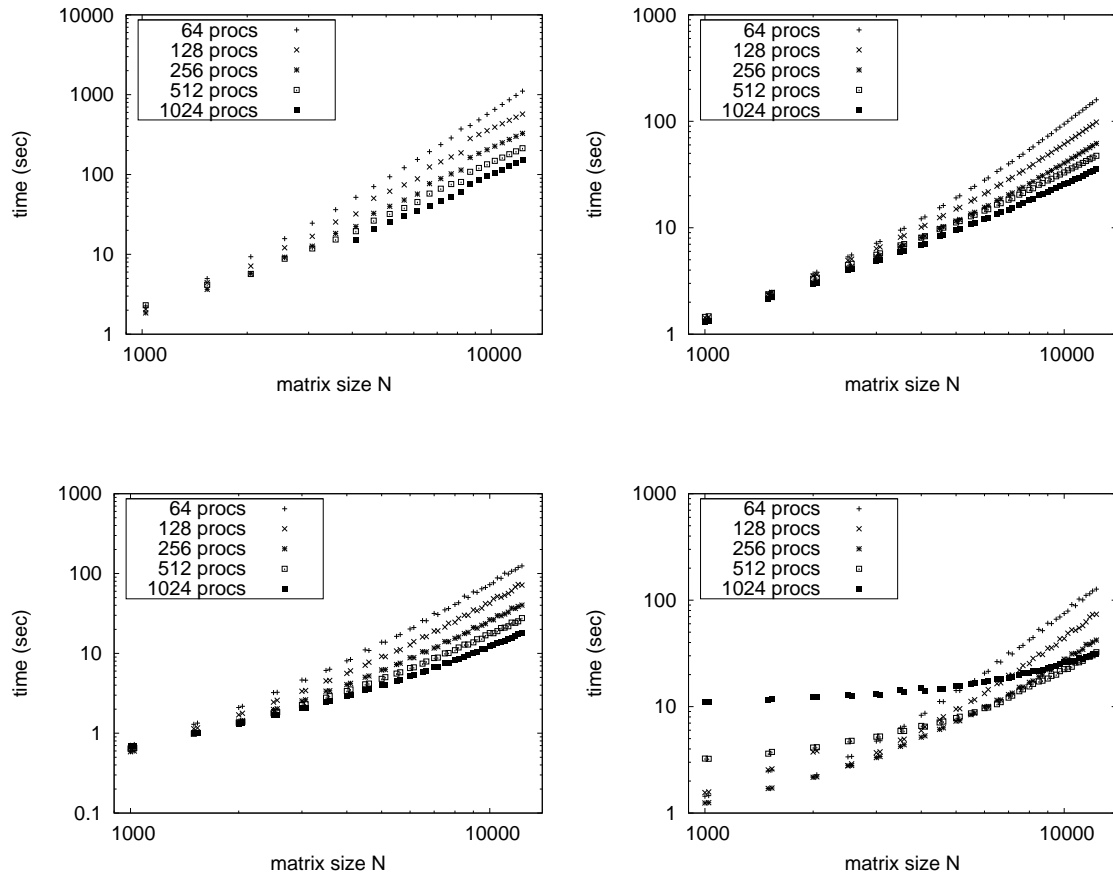 10000
1000
100
10
1
time (sec)
64 procs
128 procs
256 procs
512 procs
1024 procs
1000
10000
matrix size N
1000
100
10
1
time (sec)
64 procs
128 procs
256 procs
512 procs
1024 procs
1000
10000
matrix size N
1000
100
10
1
0.1
time (sec)
64 procs
128 procs
256 procs
512 procs
1024 procs
1000
10000
matrix size N
1000
100
10
1
time (sec)
64 procs
128 procs
256 procs
512 procs
1024 procs
1000
10000
matrix size N